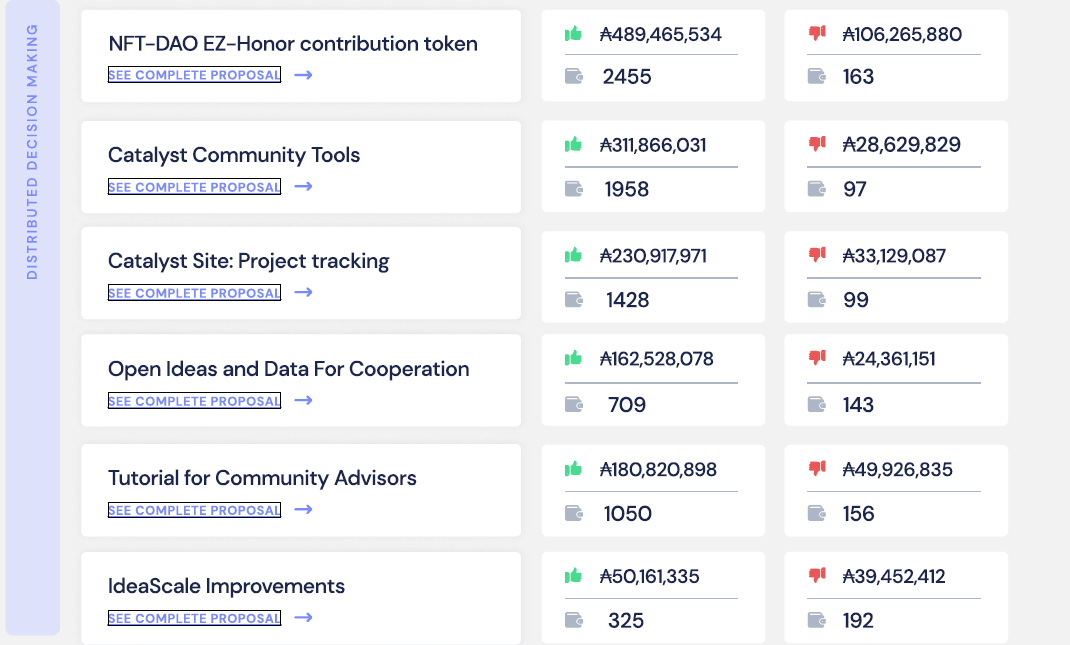 DISTRIBUTED DECISION MAKING
NFT-DAO EZ-Honor contribution token
SEE COMPLETE PROPOSAL →
₳489,465,534
2455
₳106,265,880
163
Catalyst Community Tools
SEE COMPLETE PROPOSAL →
₳311,866,031
1958
₳28,629,829
97
Catalyst Site: Project tracking
SEE COMPLETE PROPOSAL →
₳230,917,971
1428
₳33,129,087
99
Open Ideas and Data For Cooperation
SEE COMPLETE PROPOSAL →
₳162,528,078
709
₳24,361,151
143
Tutorial for Community Advisors
SEE COMPLETE PROPOSAL →
₳180,820,898
1050
₳49,926,835
156
IdeaScale Improvements
SEE COMPLETE PROPOSAL →
₳50,161,335
325
₳39,452,412
192